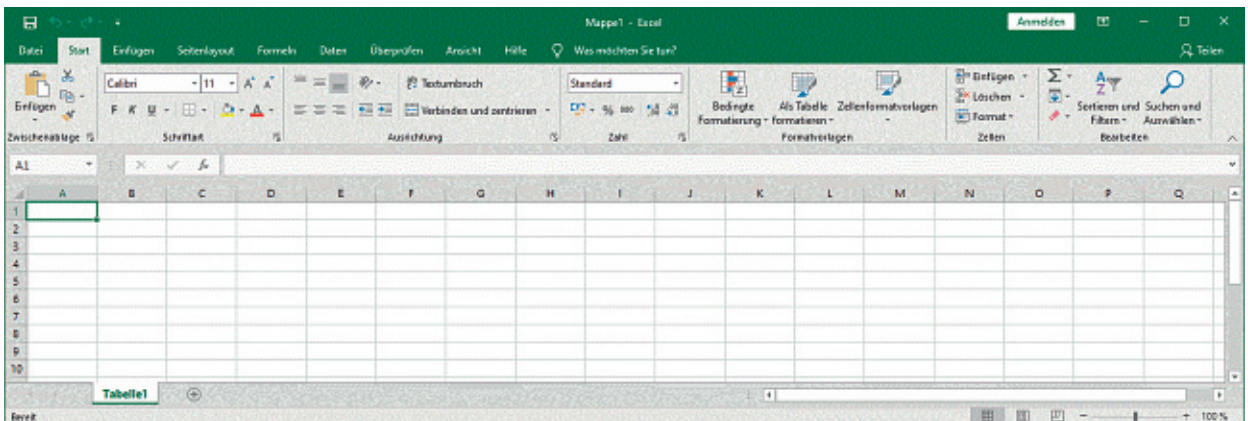 Mappe1 - Excel
Anmelden
Datei Start Einfügen Seitenlayout Formeln Daten Überprüfen Ansicht Hilfe Was möchten Sie tun? Teilen
Calibri 11 A A Textumbruch Standard
Einfügen F K U A Verbinden und zentrieren % 000
Bedingte Formatierung
Als Tabelle formatieren
Zellenformatvorlagen
Einfügen
Löschen
Format
Σ
Sortieren und Filtern
Suchen und Auswählen
Zwischenablage Schriftart Ausrichtung Zahl Formatvorlagen Zellen Bearbeiten
A1 fx
A B C D E F G H I J K L M N O P Q
1
2
3
4
5
6
7
8
9
10
Tabelle1
Bereit 100 %